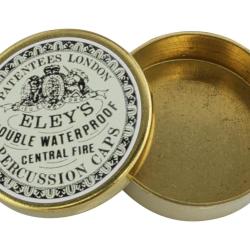 PATENTEES LONDON
ELEY'S
DOUBLE WATERPROOF
CENTRAL FIRE
PERCUSSION CAPS